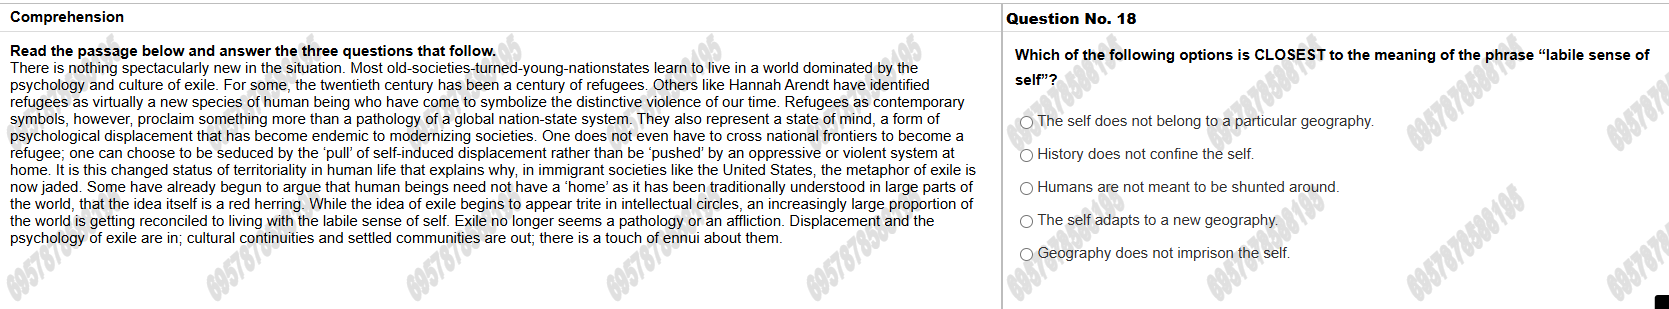 Comprehension
Read the passage below and answer the three questions that follow.
There is nothing spectacularly new in the situation. Most old-societies-turned-young-nationstates learn to live in a world dominated by the
psychology and culture of exile. For some, the twentieth century has been a century of refugees. Others like Hannah Arendt have identified
refugees as virtually a new species of human being who have come to symbolize the distinctive violence of our time. Refugees as contemporary
symbols, however, proclaim something more than a pathology of a global nation-state system. They also represent a state of mind, a form of
psychological displacement that has become endemic to modernizing societies. One does not even have to cross national frontiers to become a
refugee; one can choose to be seduced by the ‘pull’ of self-induced displacement rather than be ‘pushed’ by an oppressive or violent system at
home. It is this changed status of territoriality in human life that explains why, in immigrant societies like the United States, the metaphor of exile is
now jaded. Some have already begun to argue that human beings need not have a ‘home’ as it has been traditionally understood in large parts of
the world, that the idea itself is a red herring. While the idea of exile begins to appear trite in intellectual circles, an increasingly large proportion of
the world is getting reconciled to living with the labile sense of self. Exile no longer seems a pathology or an affliction. Displacement and the
psychology of exile are in; cultural continuities and settled communities are out; there is a touch of ennui about them.
Question No. 18
Which of the following options is CLOSEST to the meaning of the phrase “labile sense of
self”?
The self does not belong to a particular geography.
History does not confine the self.
Humans are not meant to be shunted around.
The self adapts to a new geography.
Geography does not imprison the self.